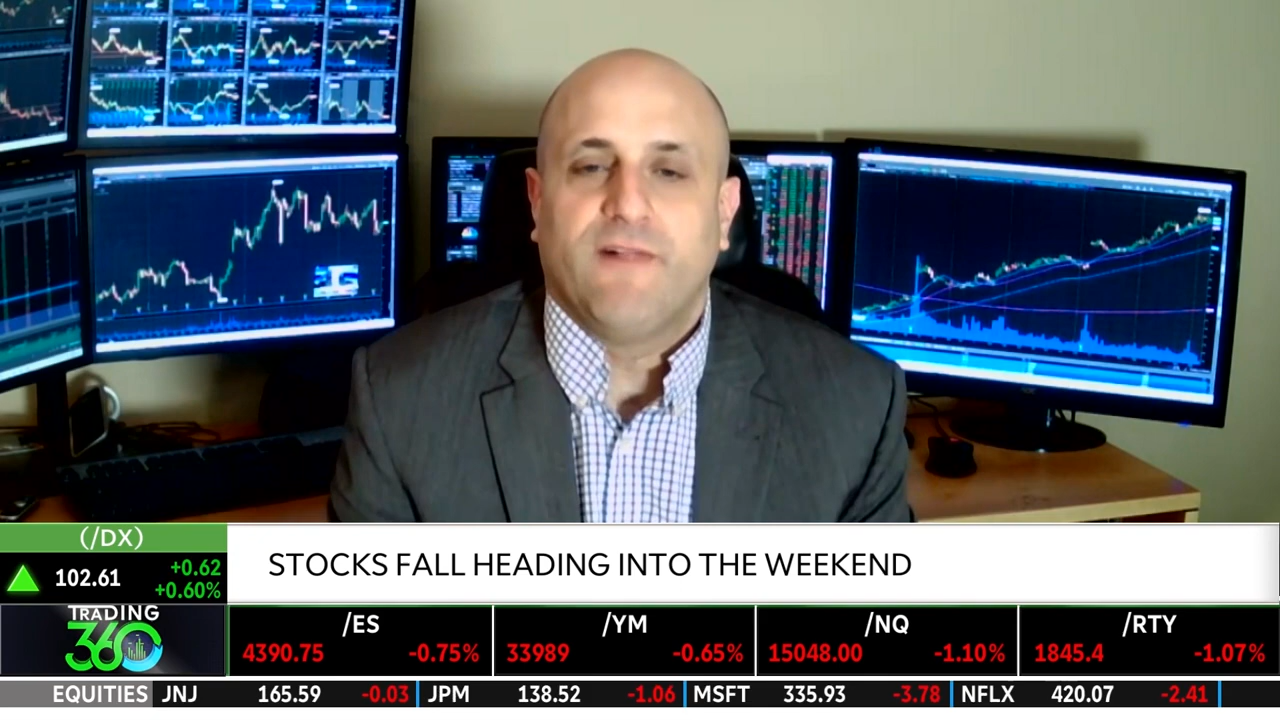 (/DX)
102.61
+0.62
+0.60%
STOCKS FALL HEADING INTO THE WEEKEND
TRADING
360
/ES
4390.75 -0.75%
/YM
33989 -0.65%
/NQ
15048.00 -1.10%
/RTY
1845.4 -1.07%
EQUITIES JNJ 165.59 -0.03 JPM 138.52 -1.06 MSFT 335.93 -3.78 NFLX 420.07 -2.41